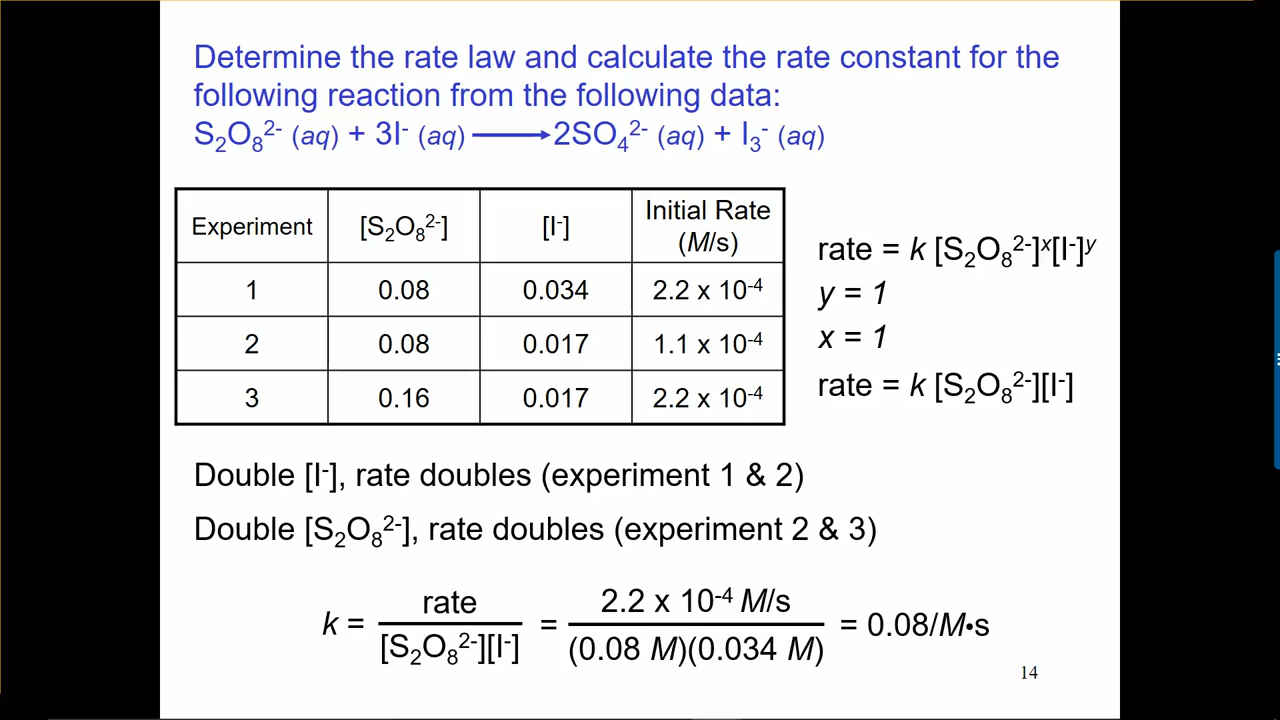 Determine the rate law and calculate the rate constant for the
following reaction from the following data:
S₂O₈²⁻ (aq) + 3I⁻ (aq) ⟶ 2SO₄²⁻ (aq) + I₃⁻ (aq)
Experiment [S₂O₈²⁻] [I⁻] Initial Rate (M/s)
1 0.08 0.034 2.2 x 10⁻⁴
2 0.08 0.017 1.1 x 10⁻⁴
3 0.16 0.017 2.2 x 10⁻⁴
rate = k [S₂O₈²⁻]ˣ[I⁻]ʸ
y = 1
x = 1
rate = k [S₂O₈²⁻][I⁻]
Double [I⁻], rate doubles (experiment 1 & 2)
Double [S₂O₈²⁻], rate doubles (experiment 2 & 3)
k = rate / [S₂O₈²⁻][I⁻] = 2.2 x 10⁻⁴ M/s / (0.08 M)(0.034 M) = 0.08/M•s
14